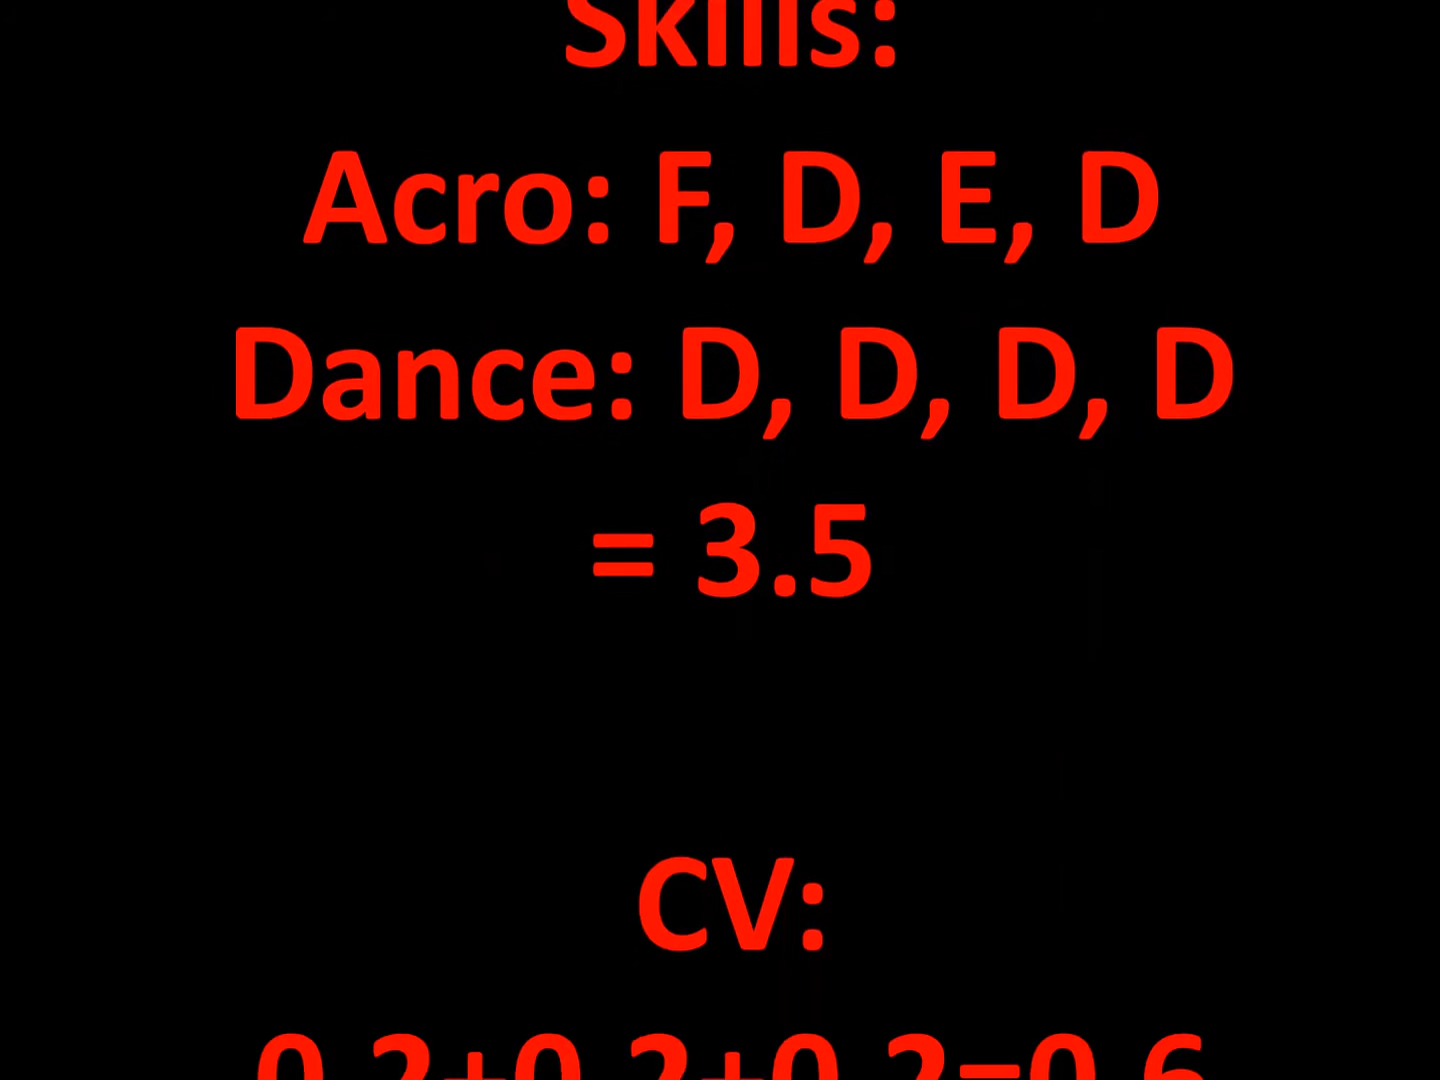 Skills:
Acro: F, D, E, D
Dance: D, D, D, D
= 3.5
CV:
0.2+0.2+0.2=0.6